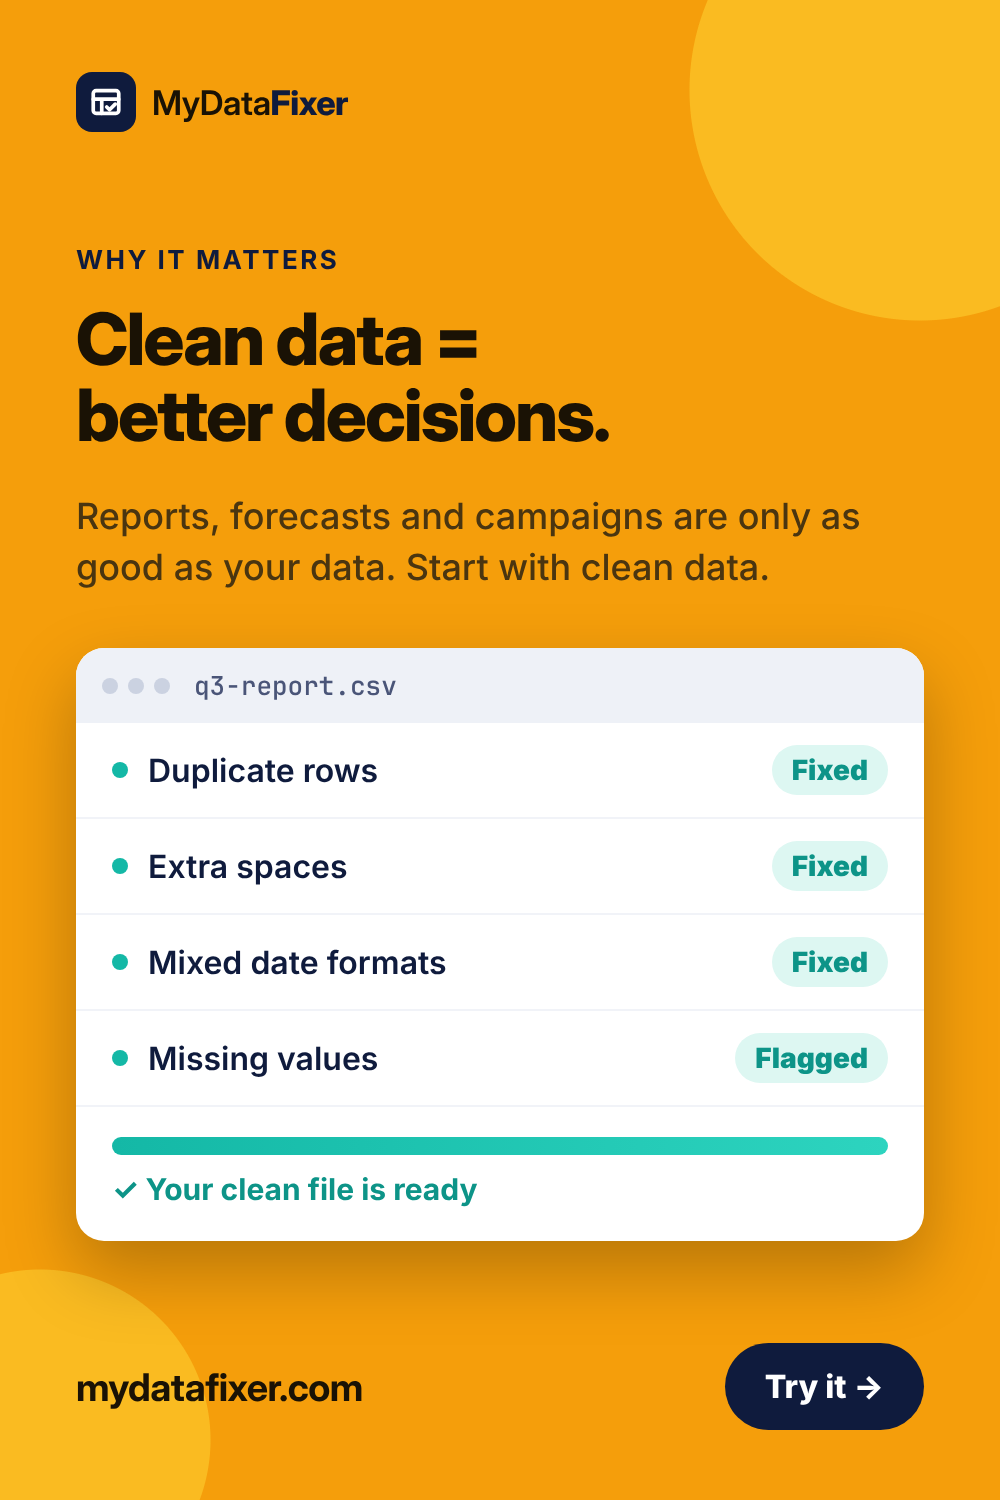 MyDataFixer
WHY IT MATTERS
Clean data =
better decisions.
Reports, forecasts and campaigns are only as
good as your data. Start with clean data.
q3-report.csv
Duplicate rows Fixed
Extra spaces Fixed
Mixed date formats Fixed
Missing values Flagged
✓ Your clean file is ready
mydatafixer.com Try it →